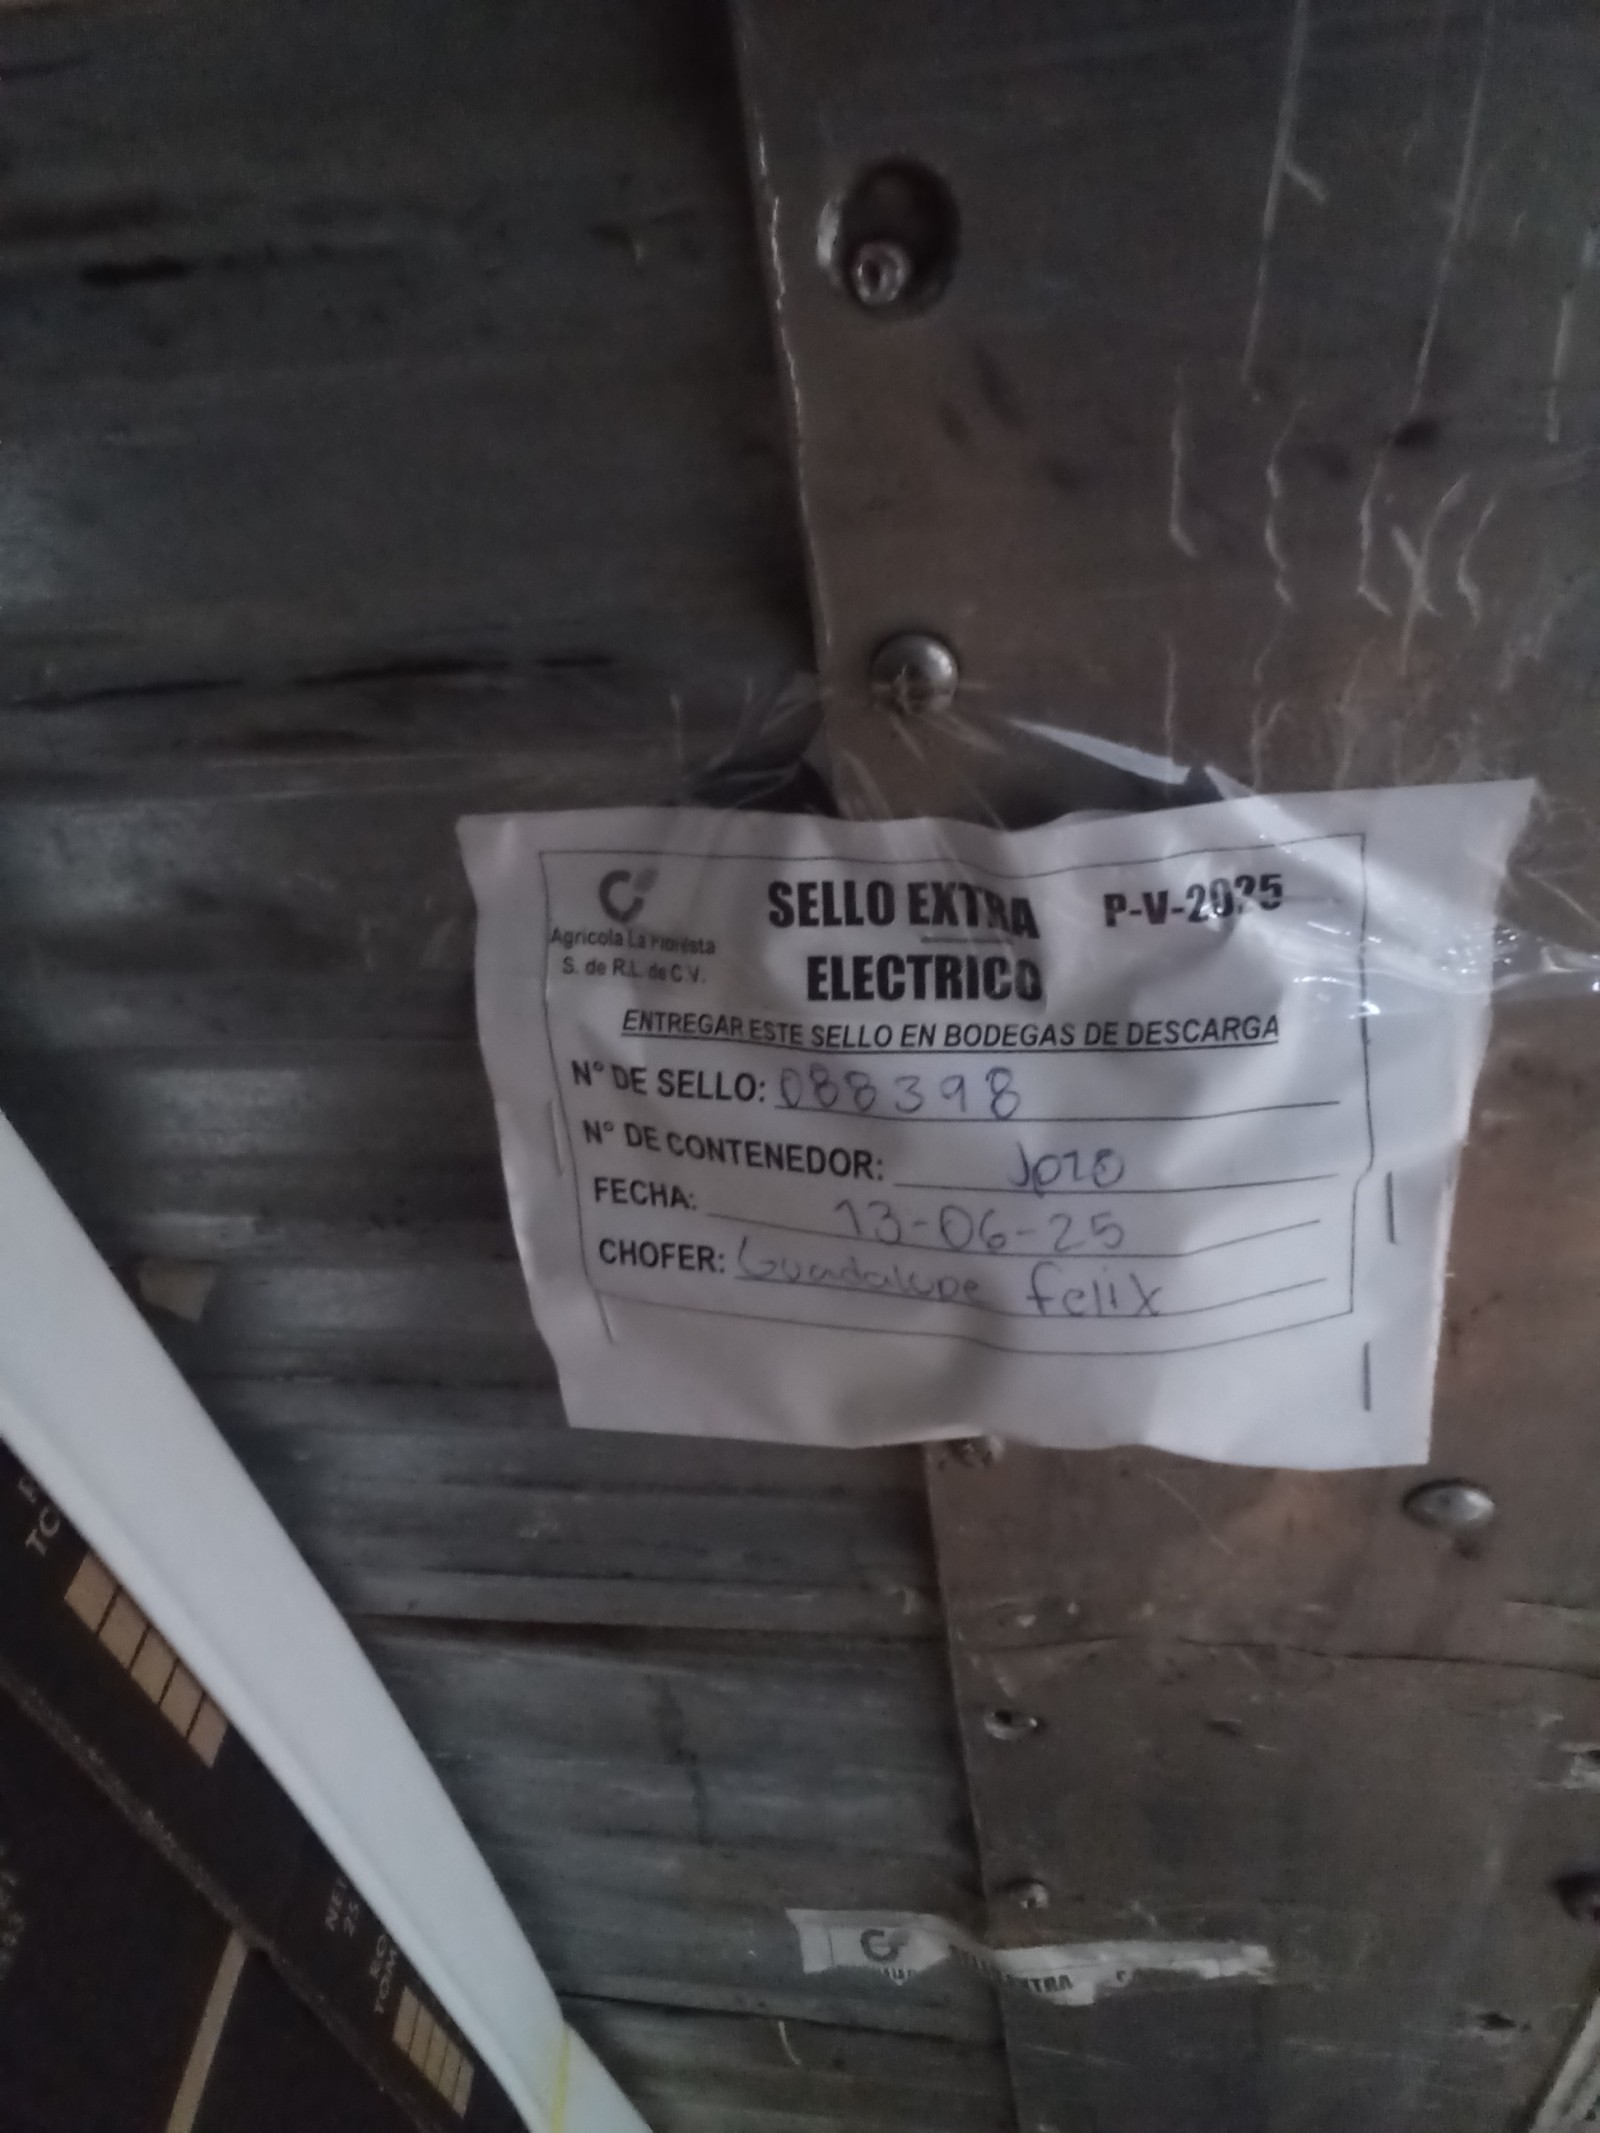 SELLO EXTRA P-V-2025
ELECTRICO
Agricola La Floresta
S. de R.L. de C.V.
ENTREGAR ESTE SELLO EN BODEGAS DE DESCARGA
N° DE SELLO: 088398
N° DE CONTENEDOR:
FECHA: 13-06-25
CHOFER: Guadalupe felix
EXTRA